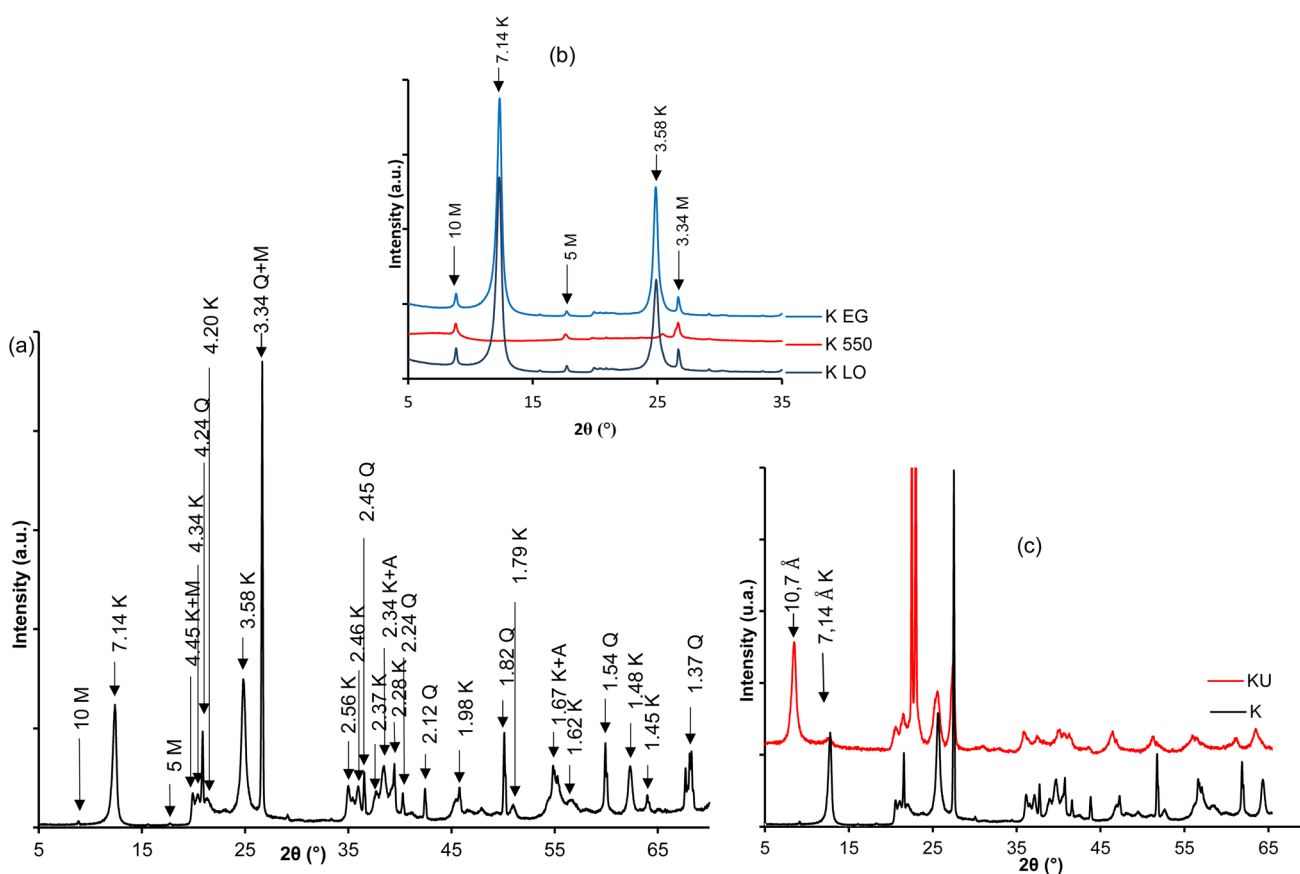 (a)
Intensity (a.u.)
10 M
7.14 K
5 M
4.45 K+M
4.34 K
4.24 Q
4.20 K
3.58 K
3.34 Q+M
2.56 K
2.46 K
2.45 Q
2.37 K
2.34 K+A
2.28 K
2.24 Q
2.12 Q
1.98 K
1.82 Q
1.79 K
1.67 K+A
1.62 K
1.54 Q
1.48 K
1.45 K
1.37 Q
5 15 25 35 45 55 65
2θ (°)
(b)
Intensity (a.u.)
10 M
7.14 K
5 M
3.58 K
3.34 M
K EG
K 550
K LO
5 15 25 35
2θ (°)
(c)
Intensity (u.a.)
10,7 Å
7,14 Å K
KU
K
5 15 25 35 45 55 65
2θ (°)